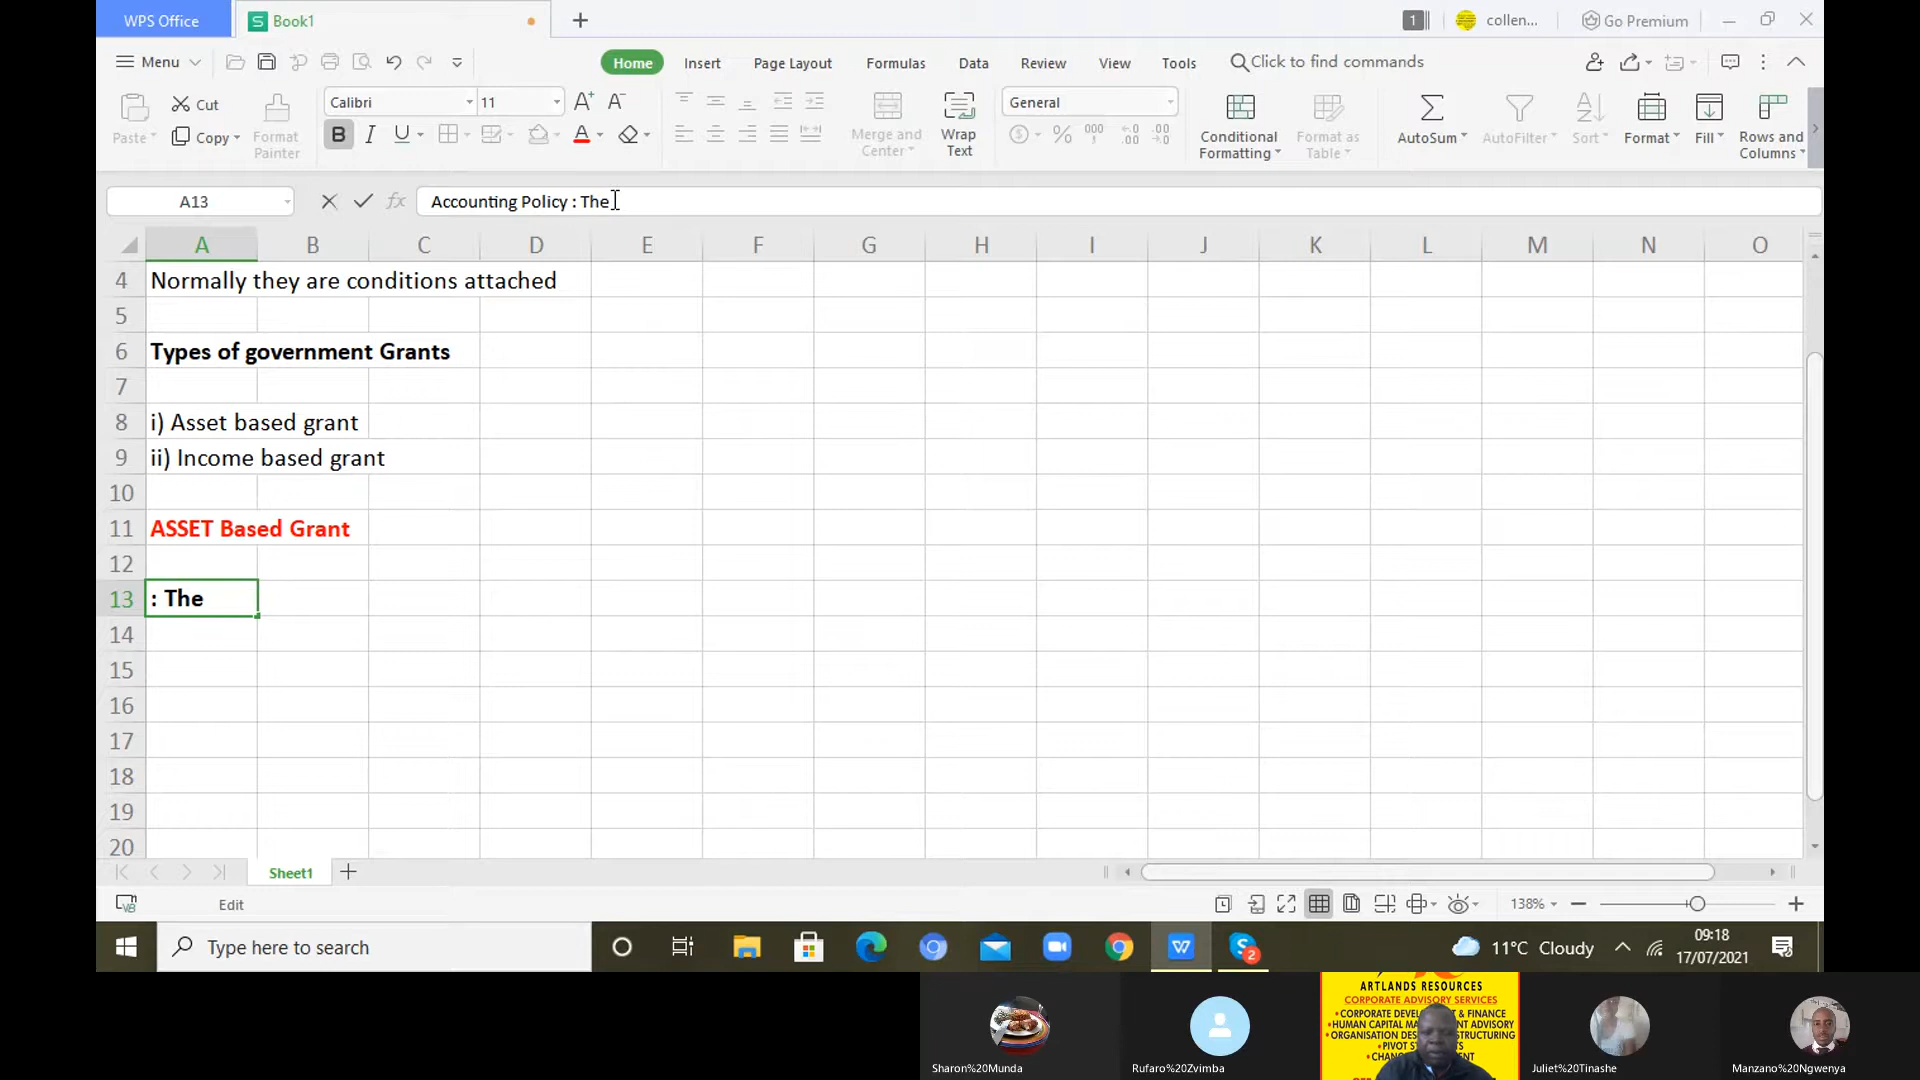 WPS Office
Book1
1
collen...
Go Premium
Menu
Home
Insert
Page Layout
Formulas
Data
Review
View
Tools
Click to find commands
Paste
Cut
Copy
Format Painter
Calibri
11
Merge and Center
Wrap Text
General
Conditional Formatting
Format as Table
AutoSum
AutoFilter
Sort
Format
Fill
Rows and Columns
A13
Accounting Policy : The
A B C D E F G H I J K L M N O
4 Normally they are conditions attached
5
6 Types of government Grants
7
8 i) Asset based grant
9 ii) Income based grant
10
11 ASSET Based Grant
12
13 : The
14
15
16
17
18
19
20
Sheet1
Edit
138%
Type here to search
2
11°C Cloudy
09:18
17/07/2021
ARTLANDS RESOURCES
CORPORATE ADVISORY SERVICES
Sharon%20Munda
Rufaro%20Zvimba
Juliet%20Tinashe
Manzano%20Ngwenya